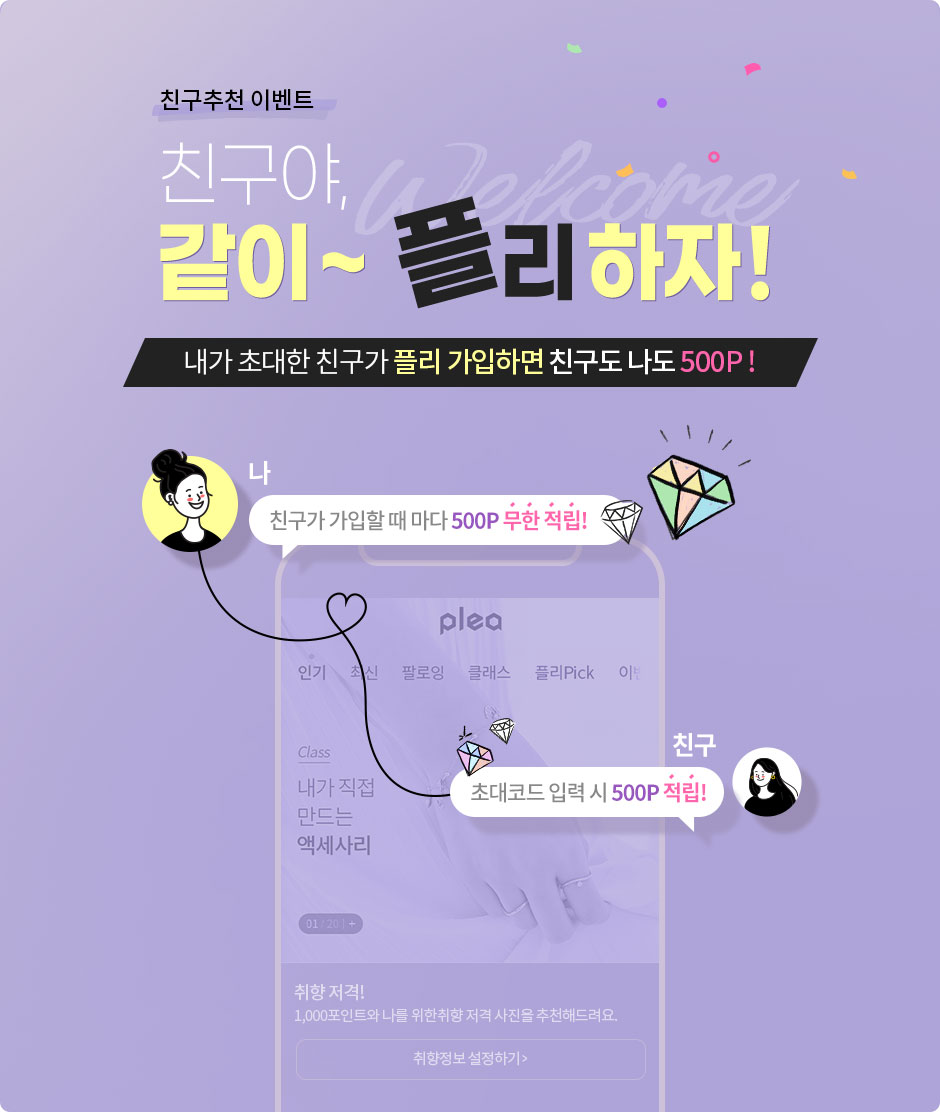 친구추천 이벤트
Welcome
친구야,
같이~ 플리 하자!
내가 초대한 친구가 플리 가입하면 친구도 나도 500P !
나
친구가 가입할 때 마다 500P 무한 적립!
plea
인기 최신 팔로잉 클래스 플리Pick 이벤
친구
초대코드 입력 시 500P 적립!
Class
내가 직접
만드는
액세사리
01 / 20 | +
취향 저격!
1,000포인트와 나를 위한취향 저격 사진을 추천해드려요.
취향정보 설정하기>